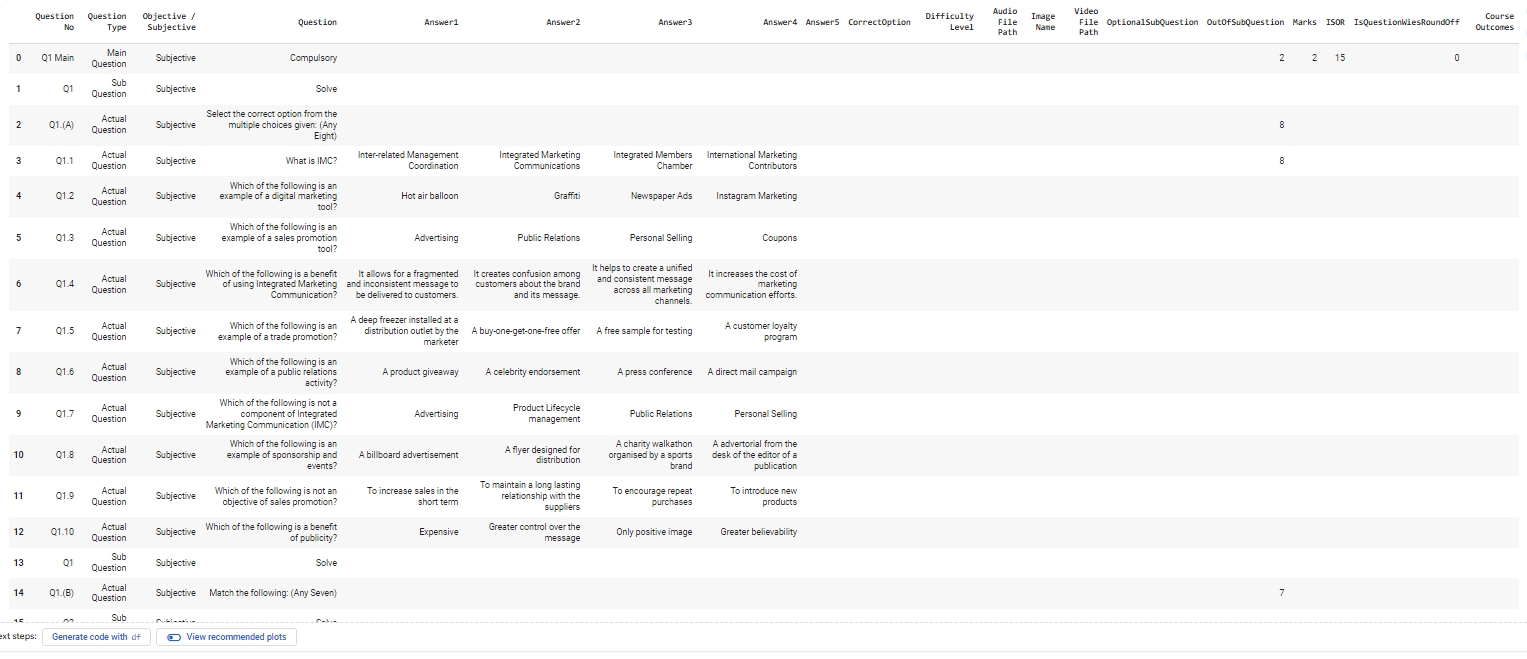 Question No Question Type Objective / Subjective Question Answer1 Answer2 Answer3 Answer4 Answer5 CorrectOption Difficulty Level Audio File Path Image Name Video File Path OptionalSubQuestion OutOfSubQuestion Marks ISOR IsQuestionWiesRoundOff Course Outcomes
0 Q1 Main Main Question Subjective Compulsory 2 2 15 0
1 Q1 Sub Question Subjective Solve
2 Q1.(A) Actual Question Subjective Select the correct option from the multiple choices given: (Any Eight) 8
3 Q1.1 Actual Question Subjective What is IMC? Inter-related Management Coordination Integrated Marketing Communications Integrated Members Chamber International Marketing Contributors 8
4 Q1.2 Actual Question Subjective Which of the following is an example of a digital marketing tool? Hot air balloon Graffiti Newspaper Ads Instagram Marketing
5 Q1.3 Actual Question Subjective Which of the following is an example of a sales promotion tool? Advertising Public Relations Personal Selling Coupons
6 Q1.4 Actual Question Subjective Which of the following is a benefit of using Integrated Marketing Communication? It allows for a fragmented and inconsistent message to be delivered to customers. It creates confusion among customers about the brand and its message. It helps to create a unified and consistent message across all marketing channels. It increases the cost of marketing communication efforts.
7 Q1.5 Actual Question Subjective Which of the following is an example of a trade promotion? A deep freezer installed at a distribution outlet by the marketer A buy-one-get-one-free offer A free sample for testing A customer loyalty program
8 Q1.6 Actual Question Subjective Which of the following is an example of a public relations activity? A product giveaway A celebrity endorsement A press conference A direct mail campaign
9 Q1.7 Actual Question Subjective Which of the following is not a component of Integrated Marketing Communication (IMC)? Advertising Product Lifecycle management Public Relations Personal Selling
10 Q1.8 Actual Question Subjective Which of the following is an example of sponsorship and events? A billboard advertisement A flyer designed for distribution A charity walkathon organised by a sports brand A advertorial from the desk of the editor of a publication
11 Q1.9 Actual Question Subjective Which of the following is not an objective of sales promotion? To increase sales in the short term To maintain a long lasting relationship with the suppliers To encourage repeat purchases To introduce new products
12 Q1.10 Actual Question Subjective Which of the following is a benefit of publicity? Expensive Greater control over the message Only positive image Greater believability
13 Q1 Sub Question Subjective Solve
14 Q1.(B) Actual Question Subjective Match the following: (Any Seven) 7
Sub
ext steps: Generate code with df View recommended plots